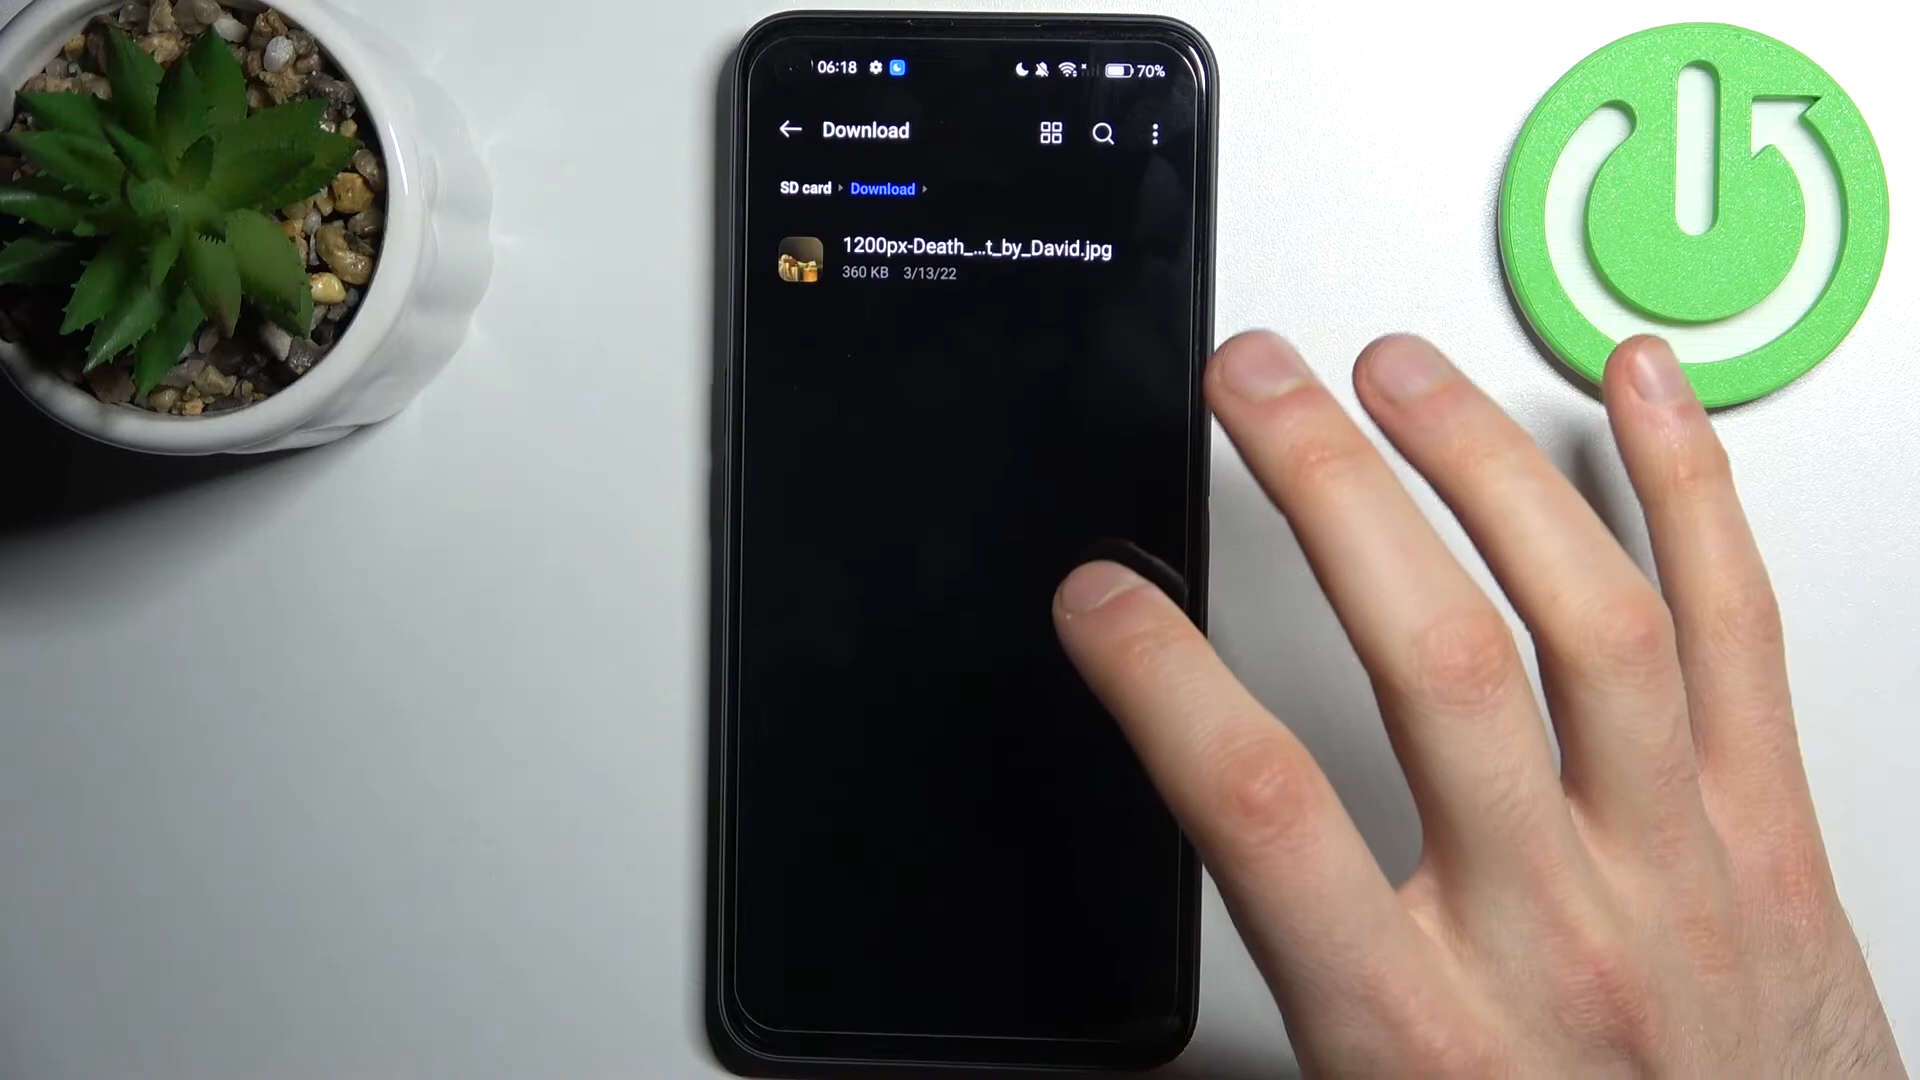 06:18 70%
Download
SD card Download
1200px-Death_...t_by_David.jpg
360 KB 3/13/22